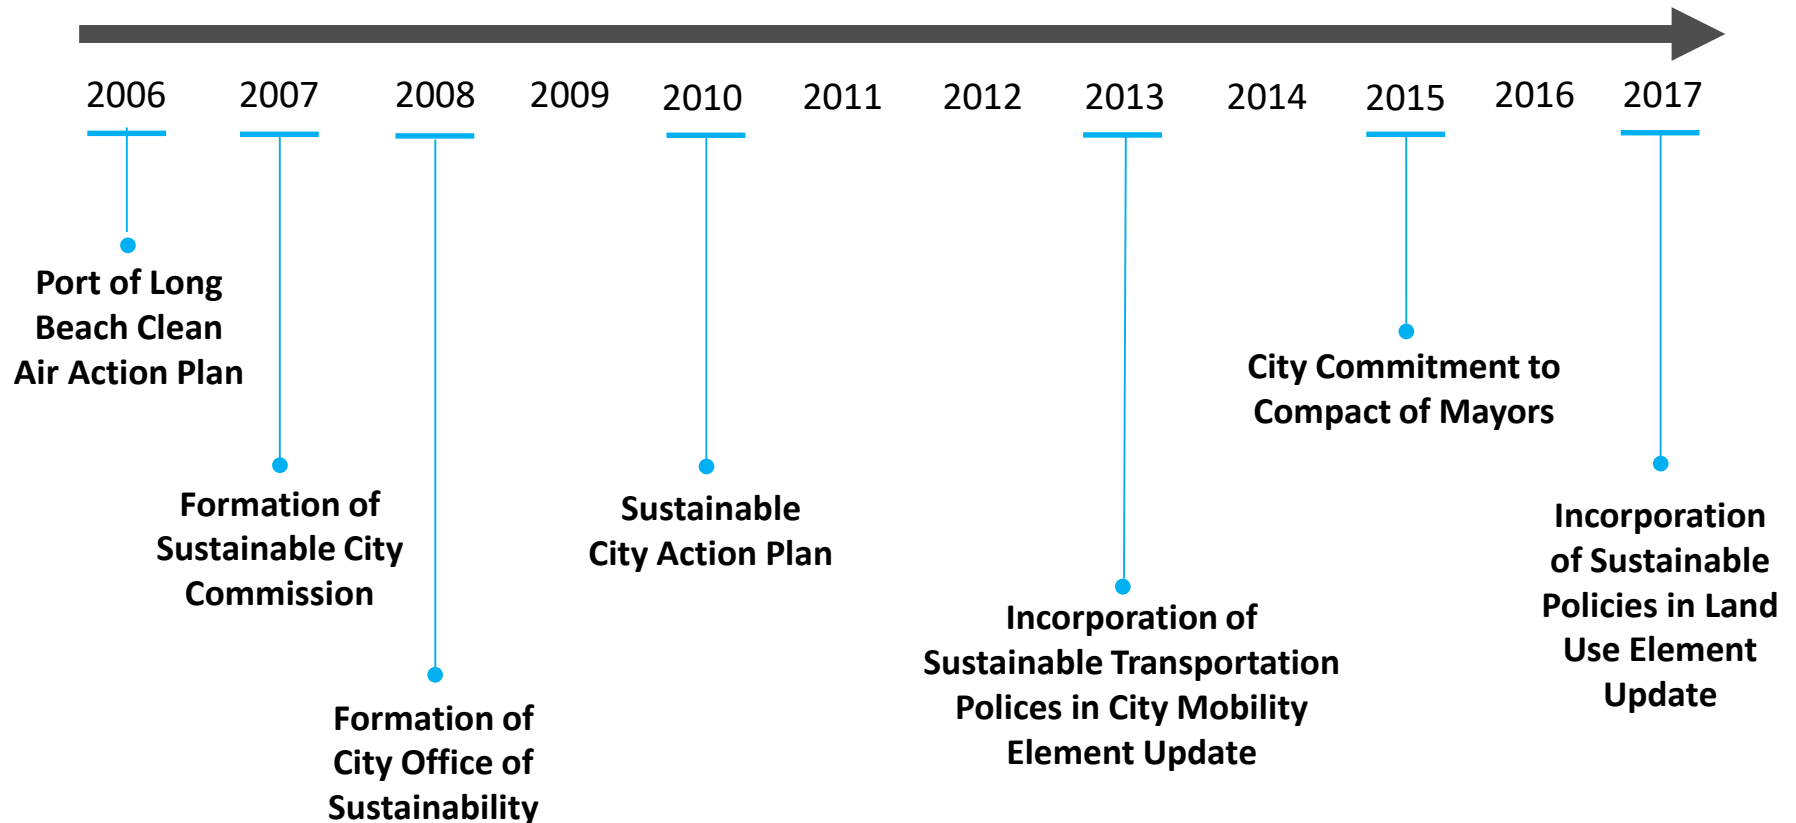 2006 2007 2008 2009 2010 2011 2012 2013 2014 2015 2016 2017
Port of Long
Beach Clean
Air Action Plan
Formation of
Sustainable City
Commission
Formation of
City Office of
Sustainability
Sustainable
City Action Plan
Incorporation of
Sustainable Transportation
Polices in City Mobility
Element Update
City Commitment to
Compact of Mayors
Incorporation
of Sustainable
Policies in Land
Use Element
Update